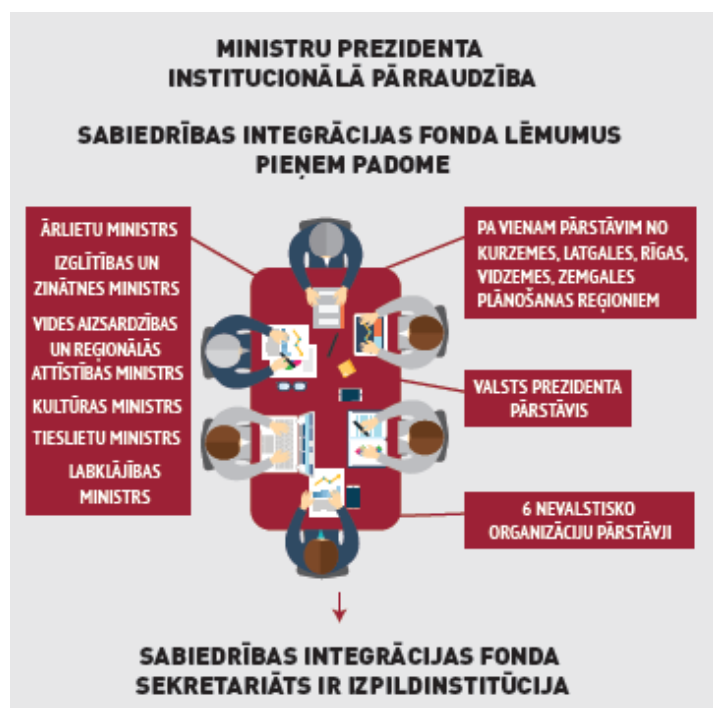 MINISTRU PREZIDENTA
INSTITUCIONĀLĀ PĀRRAUDZĪBA
SABIEDRĪBAS INTEGRĀCIJAS FONDA LĒMUMUS
PIEŅEM PADOME
ĀRLIETU MINISTRS
IZGLĪTĪBAS UN
ZINĀTNES MINISTRS
VIDES AIZSARDZĪBAS
UN REĢIONĀLĀS
ATTĪSTĪBAS MINISTRS
KULTŪRAS MINISTRS
TIESLIETU MINISTRS
LABKLĀJĪBAS
MINISTRS
PA VIENAM PĀRSTĀVIM NO
KURZEMES, LATGALES, RĪGAS,
VIDZEMES, ZEMGALES
PLĀNOŠANAS REĢIONIEM
VALSTS PREZIDENTA
PĀRSTĀVIS
6 NEVALSTISKO
ORGANIZĀCIJU PĀRSTĀVJI
SABIEDRĪBAS INTEGRĀCIJAS FONDA
SEKRETARIĀTS IR IZPILDINSTITŪCIJA